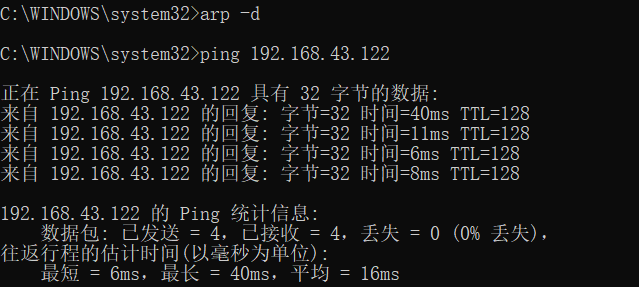 C:\WINDOWS\system32>arp -d
C:\WINDOWS\system32>ping 192.168.43.122
正在 Ping 192.168.43.122 具有 32 字节的数据:
来自 192.168.43.122 的回复: 字节=32 时间=40ms TTL=128
来自 192.168.43.122 的回复: 字节=32 时间=11ms TTL=128
来自 192.168.43.122 的回复: 字节=32 时间=6ms TTL=128
来自 192.168.43.122 的回复: 字节=32 时间=8ms TTL=128
192.168.43.122 的 Ping 统计信息:
数据包: 已发送 = 4，已接收 = 4，丢失 = 0 (0% 丢失)，
往返行程的估计时间(以毫秒为单位):
最短 = 6ms，最长 = 40ms，平均 = 16ms